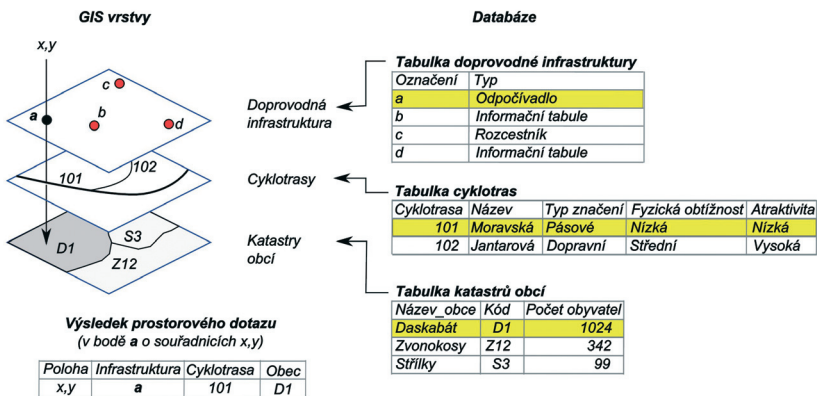 GIS vrstvy
x,y
c
a
b
d
Doprovodná
infrastruktura
101
102
Cyklotrasy
D1
S3
Z12
Katastry
obcí
Výsledek prostorového dotazu
(v bodě a o souřadnicích x,y)
Poloha Infrastruktura Cyklotrasa Obec
x,y a 101 D1
Databáze
Tabulka doprovodné infrastruktury
Označení Typ
a Odpočívadlo
b Informační tabule
c Rozcestník
d Informační tabule
Tabulka cyklotras
Cyklotrasa Název Typ značení Fyzická obtížnost Atraktivita
101 Moravská Pásové Nízká Nízká
102 Jantarová Dopravní Střední Vysoká
Tabulka katastrů obcí
Název_obce Kód Počet obyvatel
Daskabát D1 1024
Zvonokosy Z12 342
Střílky S3 99